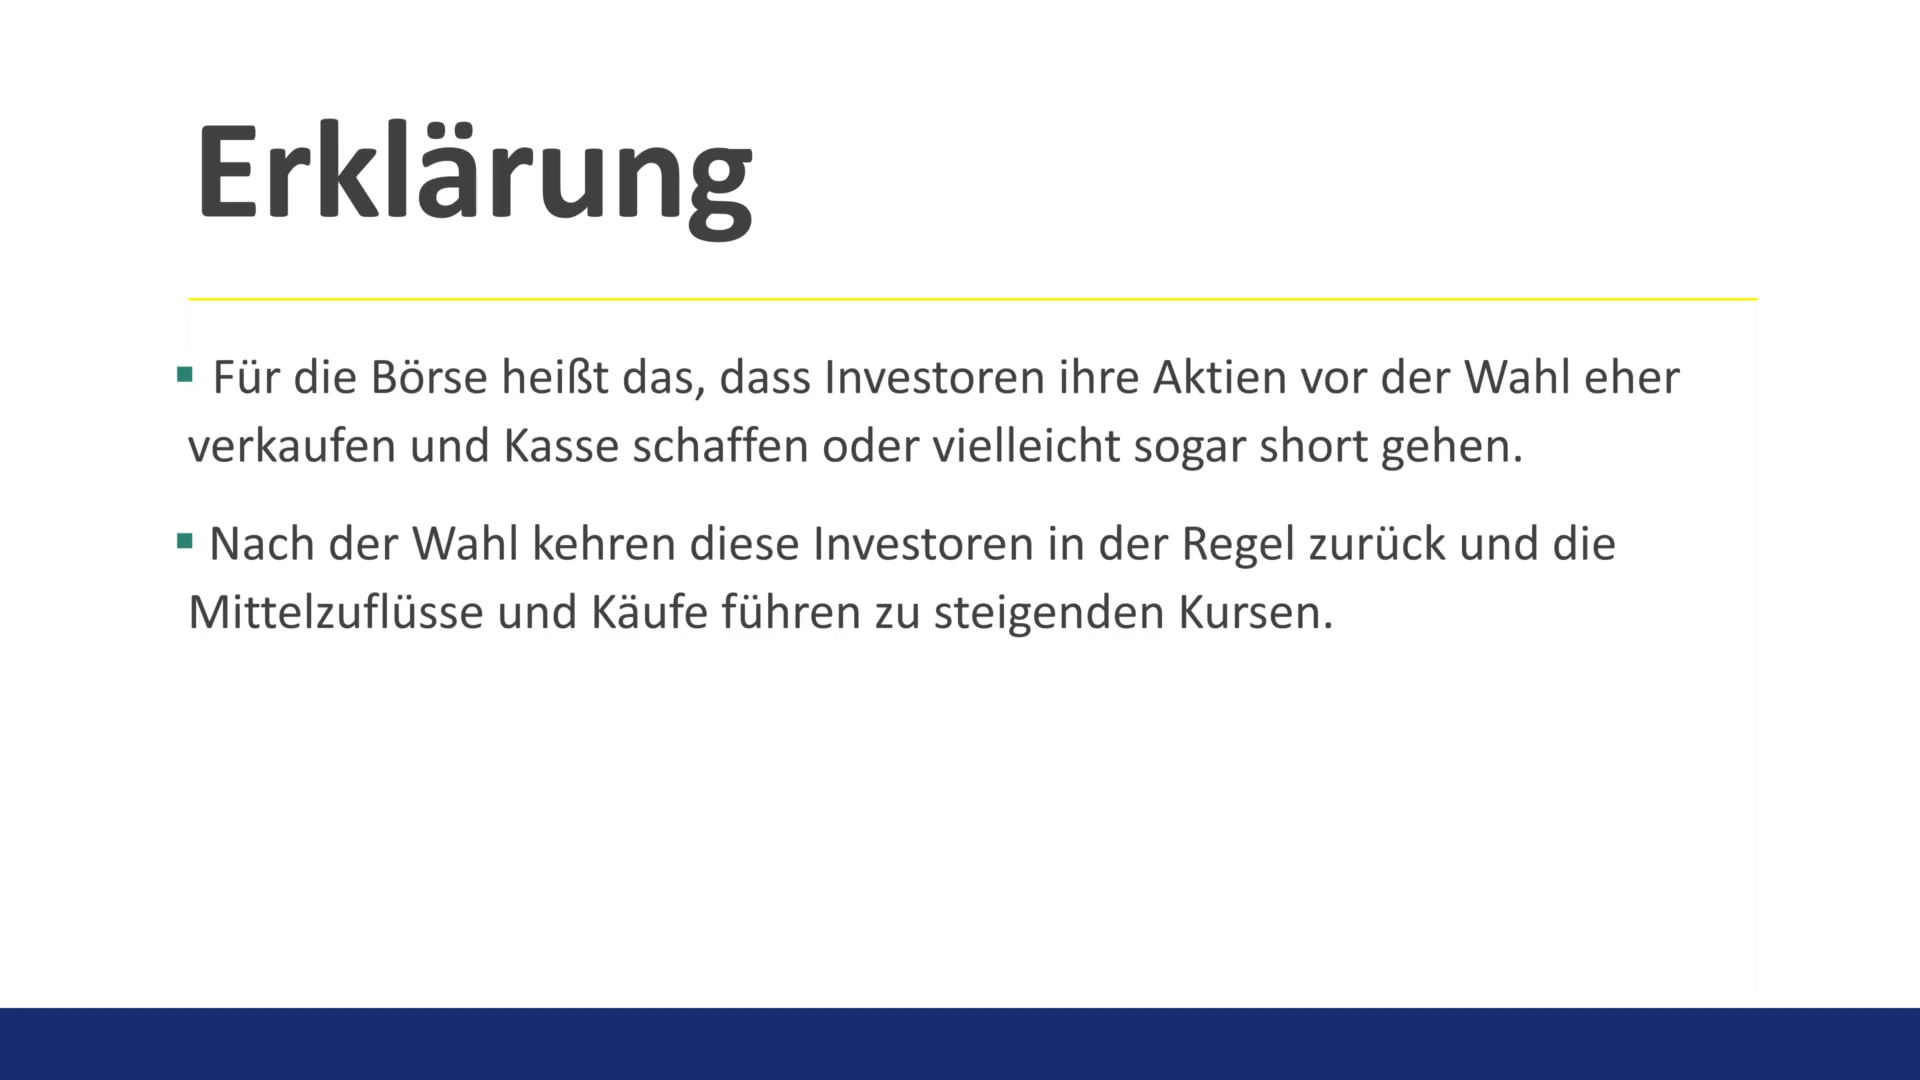 Erklärung
▪ Für die Börse heißt das, dass Investoren ihre Aktien vor der Wahl eher
verkaufen und Kasse schaffen oder vielleicht sogar short gehen.
▪ Nach der Wahl kehren diese Investoren in der Regel zurück und die
Mittelzuflüsse und Käufe führen zu steigenden Kursen.